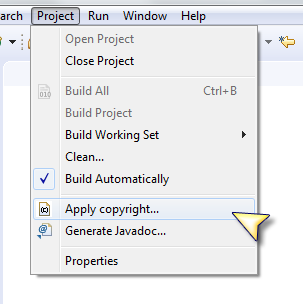 arch Project Run Window Help
Open Project
Close Project
Build All Ctrl+B
Build Project
Build Working Set
Clean...
Build Automatically
Apply copyright...
Generate Javadoc...
Properties